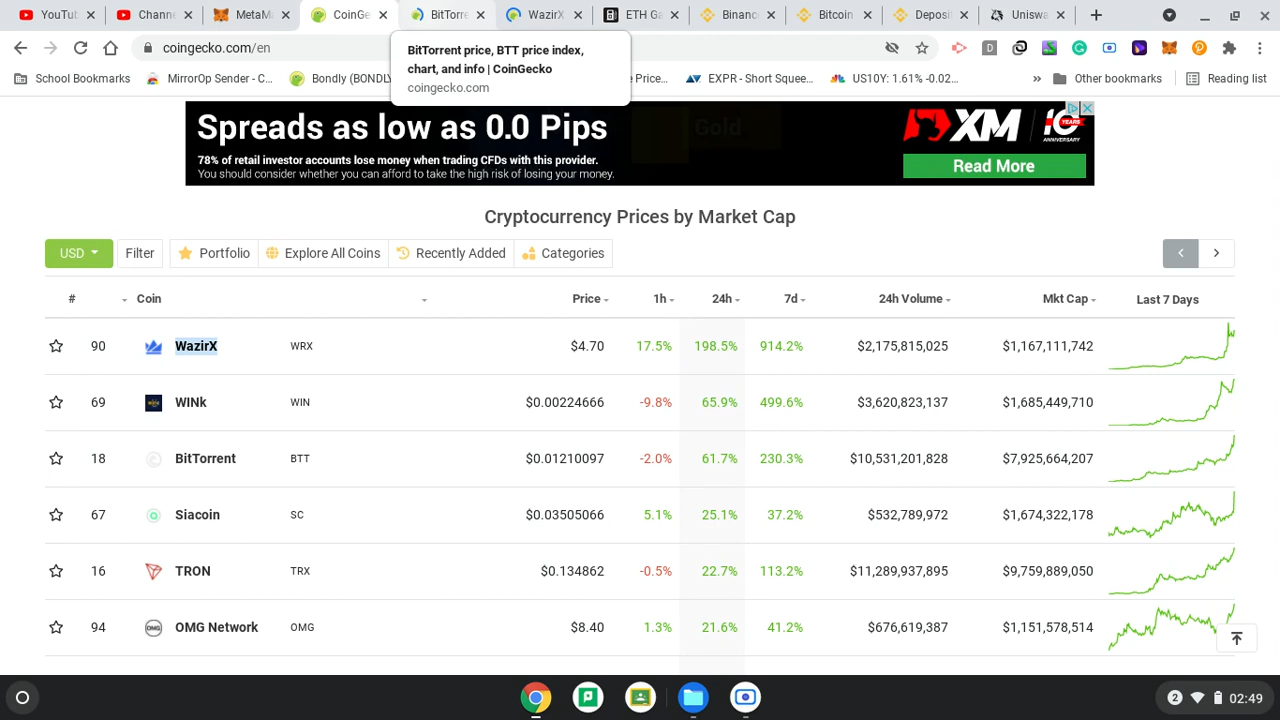 YouTub
Channe
MetaMa
CoinGe
BitTorre
WazirX
ETH Ga
Binanc
Bitcoin
Deposi
Uniswa
coingecko.com/en
School Bookmarks
MirrorOp Sender - C...
Bondly (BONDL
e Price...
EXPR - Short Squee...
US10Y: 1.61% -0.02...
Other bookmarks
Reading list
BitTorrent price, BTT price index,
chart, and info | CoinGecko
coingecko.com
Spreads as low as 0.0 Pips
78% of retail investor accounts lose money when trading CFDs with this provider.
You should consider whether you can afford to take the high risk of losing your money.
Gold
XM
10 YEARS
ANNIVERSARY
Read More
Cryptocurrency Prices by Market Cap
USD
Filter
Portfolio
Explore All Coins
Recently Added
Categories
# Coin Price 1h 24h 7d 24h Volume Mkt Cap Last 7 Days
90 WazirX WRX $4.70 17.5% 198.5% 914.2% $2,175,815,025 $1,167,111,742
69 WINk WIN $0.00224666 -9.8% 65.9% 499.6% $3,620,823,137 $1,685,449,710
18 BitTorrent BTT $0.01210097 -2.0% 61.7% 230.3% $10,531,201,828 $7,925,664,207
67 Siacoin SC $0.03505066 5.1% 25.1% 37.2% $532,789,972 $1,674,322,178
16 TRON TRX $0.134862 -0.5% 22.7% 113.2% $11,289,937,895 $9,759,889,050
94 OMG Network OMG $8.40 1.3% 21.6% 41.2% $676,619,387 $1,151,578,514
2 02:49